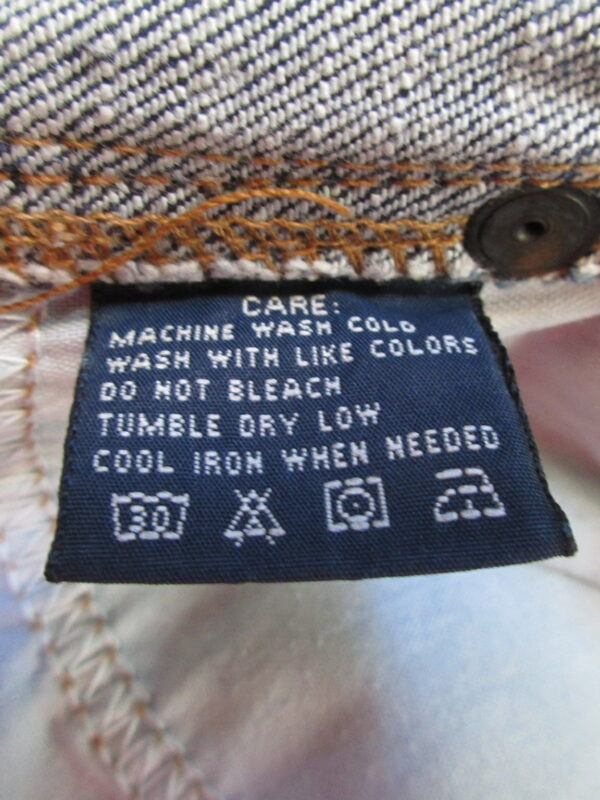 CARE:
MACHINE WASH COLD
WASH WITH LIKE COLORS
DO NOT BLEACH
TUMBLE DRY LOW
COOL IRON WHEN NEEDED
30